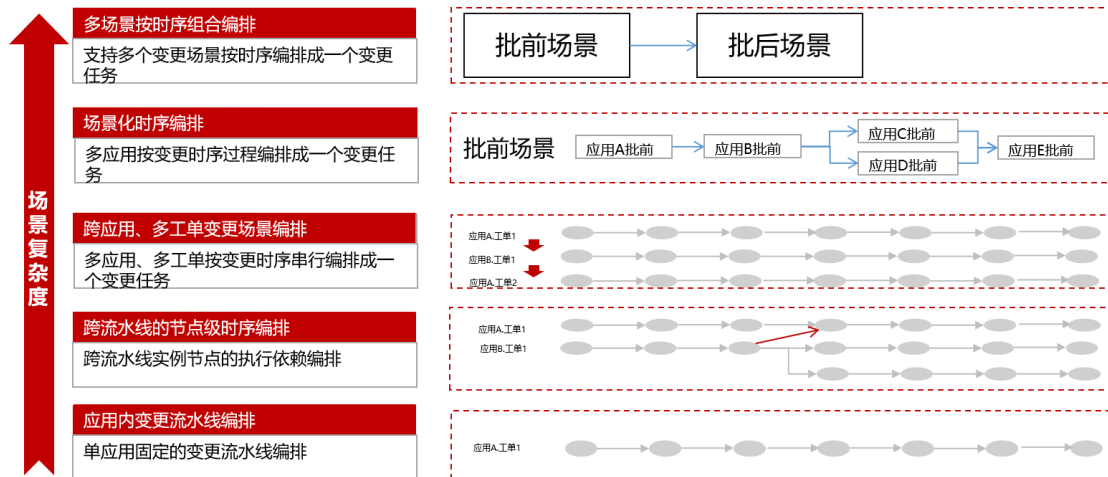 场景复杂度
多场景按时序组合编排
支持多个变更场景按时序编排成一个变更
任务
批前场景
批后场景
场景化时序编排
多应用按变更时序过程编排成一个变更任
务
批前场景
应用A批前
应用B批前
应用C批前
应用D批前
应用E批前
跨应用、多工单变更场景编排
多应用、多工单按变更时序串行编排成一
个变更任务
应用A.工单1
应用B.工单1
应用A.工单2
跨流水线的节点级时序编排
跨流水线实例节点的执行依赖编排
应用A.工单1
应用B.工单1
应用内变更流水线编排
单应用固定的变更流水线编排
应用A.工单1